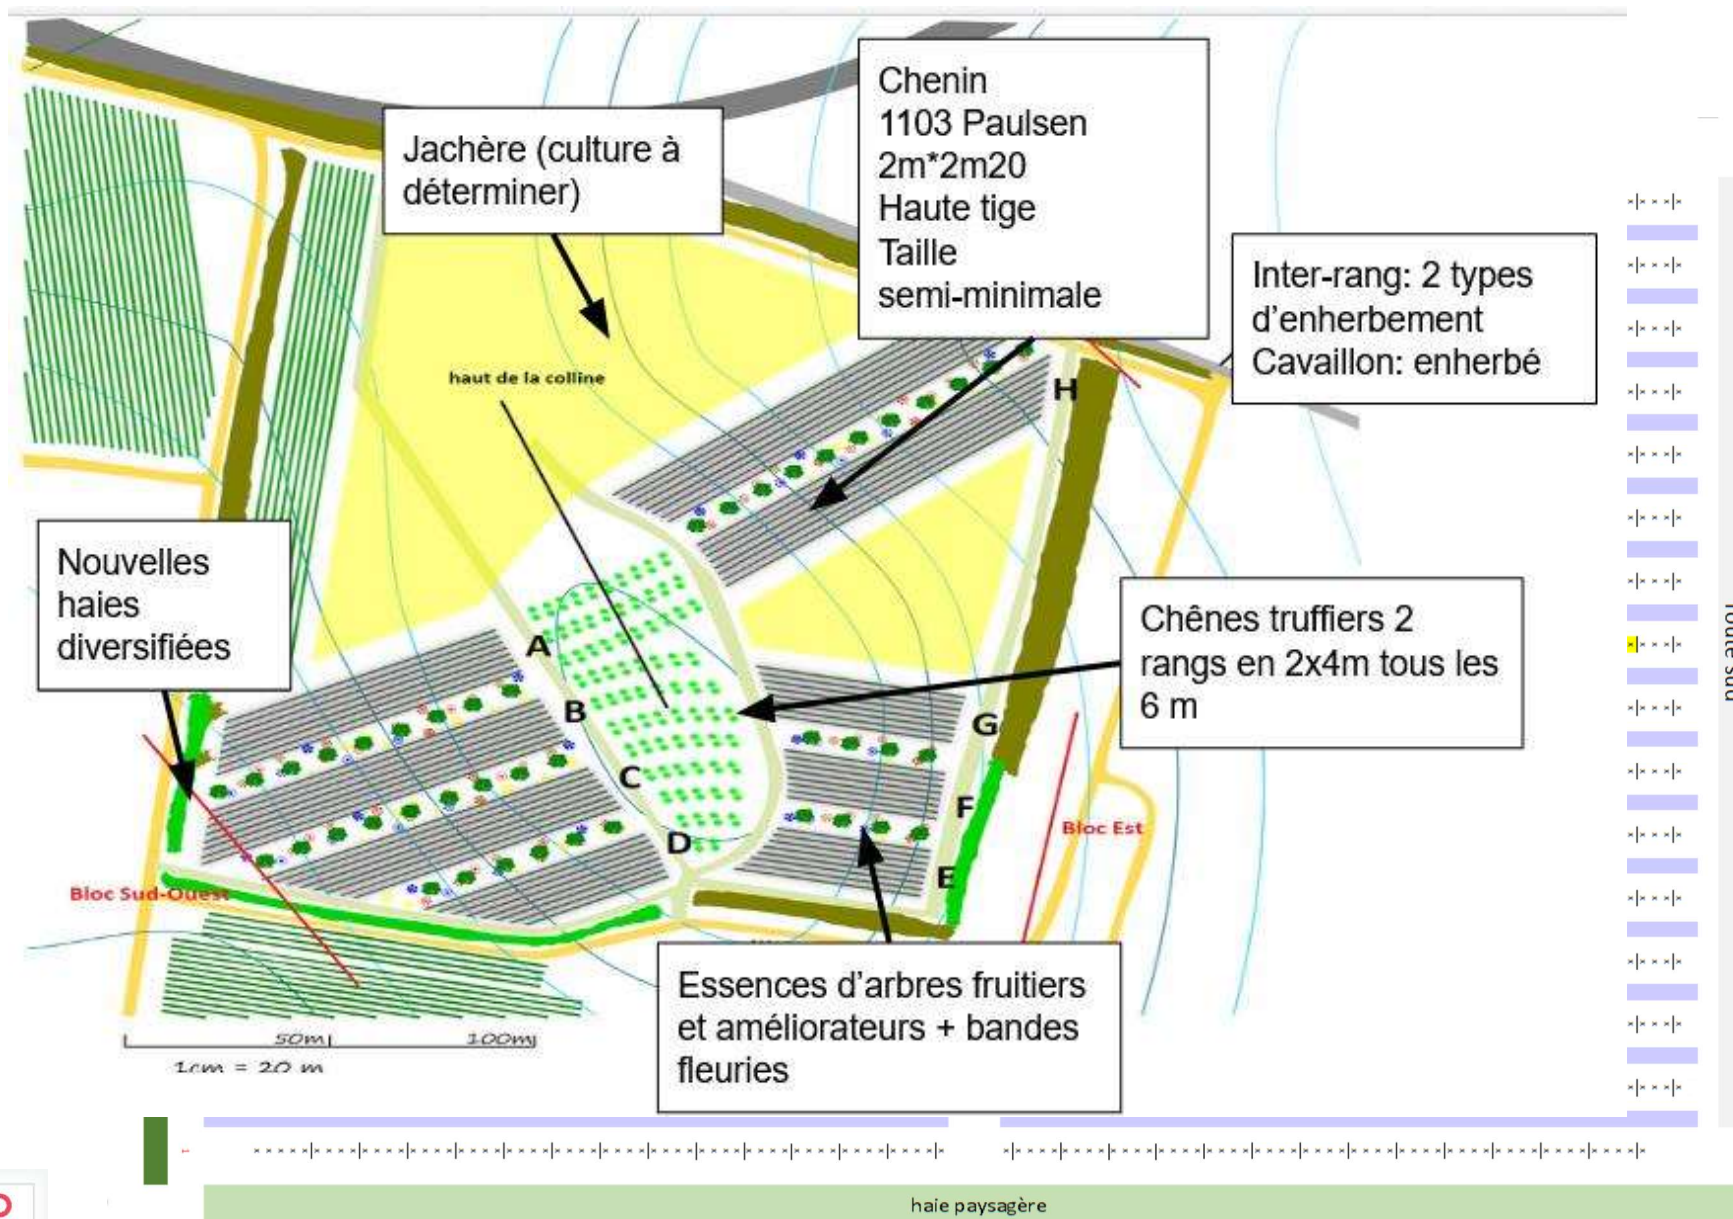 Chenin
1103 Paulsen
2m*2m20
Haute tige
Taille
semi-minimale
Jachère (culture à
déterminer)
Inter-rang: 2 types
d'enherbement
Cavaillon: enherbé
haut de la colline
H
Nouvelles
haies
diversifiées
Chênes truffiers 2
rangs en 2x4m tous les
6 m
route sud
A
B
G
C
F
Bloc Est
D
E
Bloc Sud-Ouest
Essences d'arbres fruitiers
et améliorateurs + bandes
fleuries
50m
100m
1cm = 20 m
haie paysagère